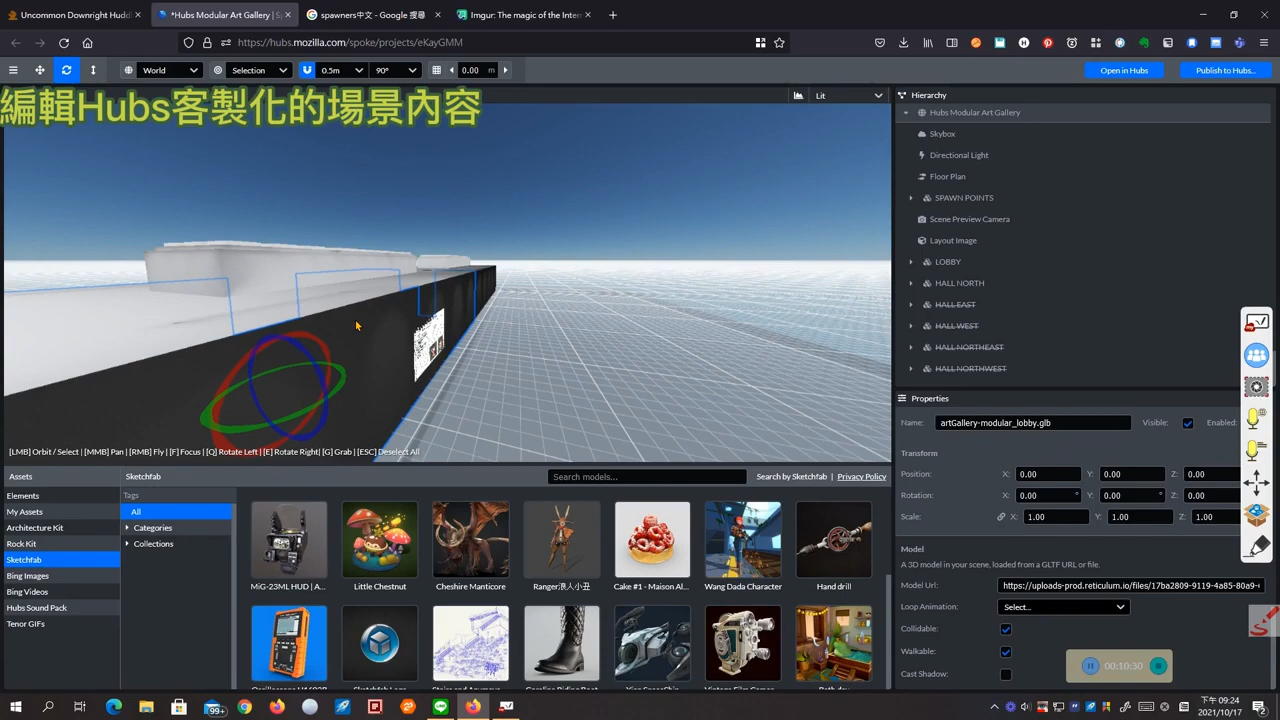 Uncommon Downright Hudd
*Hubs Modular Art Gallery | S
spawners中文 - Google 搜尋
Imgur: The magic of the Inter
https://hubs.mozilla.com/spoke/projects/eKayGMM
World
Selection
0.5m
90°
0.00 m
Open in Hubs
Publish to Hubs...
編輯Hubs客製化的場景內容
Lit
Hierarchy
Hubs Modular Art Gallery
Skybox
Directional Light
Floor Plan
SPAWN POINTS
Scene Preview Camera
Layout Image
LOBBY
HALL NORTH
HALL EAST
HALL WEST
HALL NORTHEAST
HALL NORTHWEST
Properties
Name: artGallery-modular_lobby.glb Visible: Enabled:
Transform
Position: X: 0.00 Y: 0.00 Z: 0.00
Rotation: X: 0.00 ° Y: 0.00 ° Z: 0.00
Scale: X: 1.00 Y: 1.00 Z: 1.00
Model
A 3D model in your scene, loaded from a GLTF URL or file.
Model Url: https://uploads-prod.reticulum.io/files/17ba2809-9119-4a85-80a9-
Loop Animation: Select...
Collidable:
Walkable:
Cast Shadow:
00:10:30
[LMB] Orbit / Select | [MMB] Pan | [RMB] Fly | [F] Focus | [Q] Rotate Left | [E] Rotate Right| [G] Grab | [ESC] Deselect All
Assets
Elements
My Assets
Architecture Kit
Rock Kit
Sketchfab
Bing Images
Bing Videos
Hubs Sound Pack
Tenor GIFs
Sketchfab
Search models...
Search by Sketchfab | Privacy Policy
Tags
All
Categories
Collections
MiG-23ML HUD | A...
Little Chestnut
Cheshire Manticore
Ranger浪人小丑
Cake #1 - Maison Al...
Wang Dada Character
Hand drill
Sketchfab Logo
99+
下午 09:24
2021/10/17
2